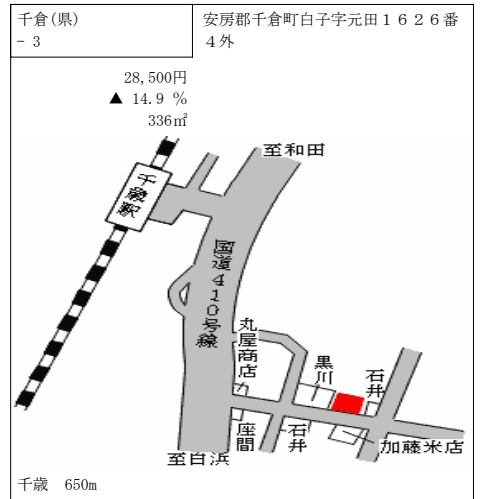 千倉(県)
- 3
安房郡千倉町白子字元田１６２６番
４外
28,500円
▲ 14.9 %
336㎡
至和田
千歳駅
国道410号線
丸屋商店
黒川
石井
座間
石井
加藤米店
至白浜
千歳　650m